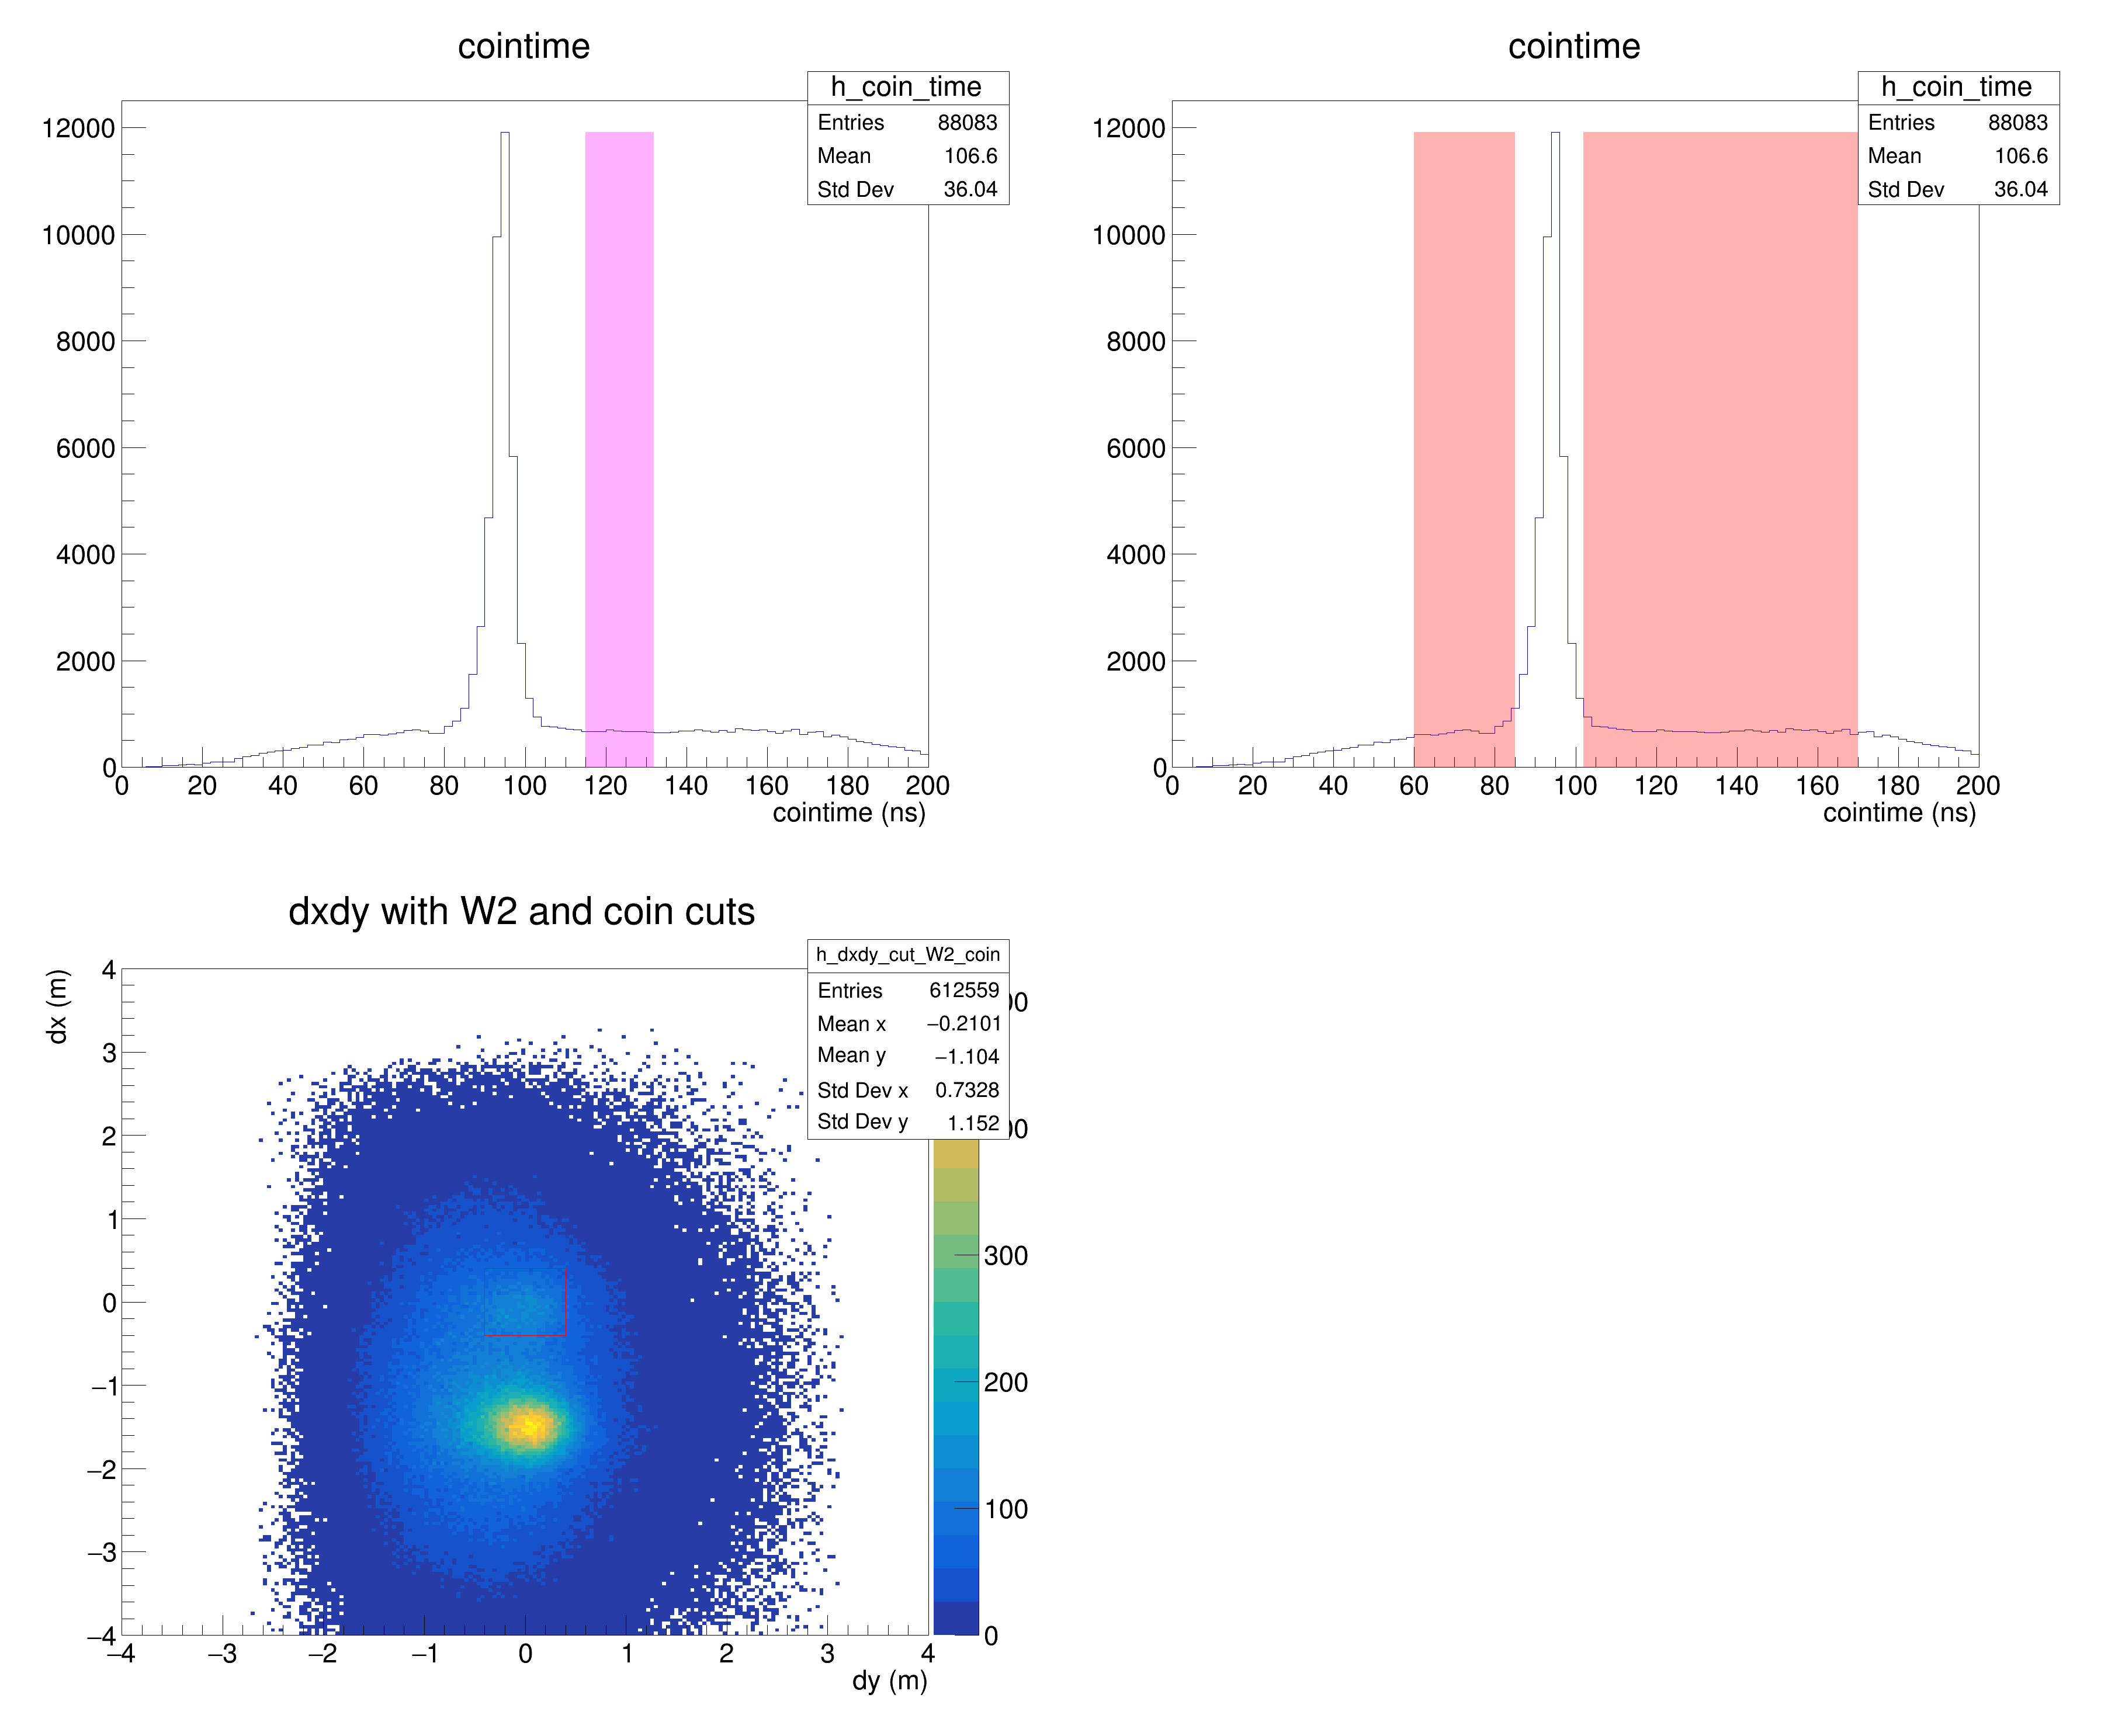 cointime
h_coin_time
Entries 88083
Mean 106.6
Std Dev 36.04
12000
10000
8000
6000
4000
2000
0
0 20 40 60 80 100 120 140 160 180 200
cointime (ns)
cointime
h_coin_time
Entries 88083
Mean 106.6
Std Dev 36.04
12000
10000
8000
6000
4000
2000
0
0 20 40 60 80 100 120 140 160 180 200
cointime (ns)
dxdy with W2 and coin cuts
h_dxdy_cut_W2_coin
Entries 612559
Mean x −0.2101
Mean y −1.104
Std Dev x 0.7328
Std Dev y 1.152
dx (m)
4
3
2
1
0
−1
−2
−3
−4
−4 −3 −2 −1 0 1 2 3 4
dy (m)
300
200
100
0